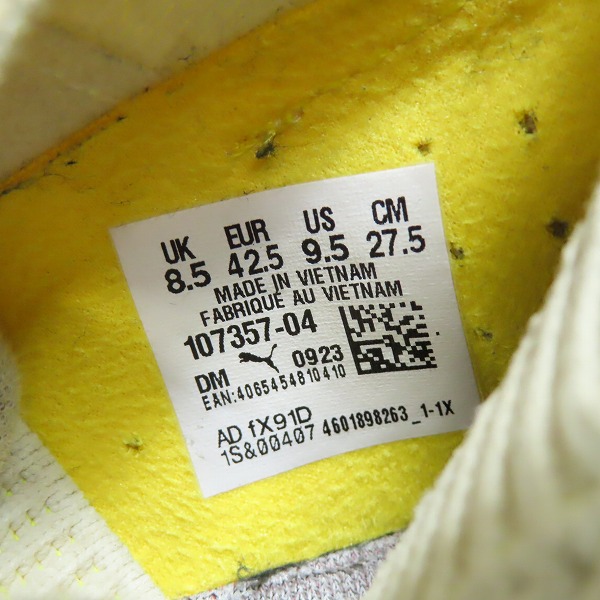 UK EUR US CM
8.5 42.5 9.5 27.5
MADE IN VIETNAM
FABRIQUÉ AU VIETNAM
107357-04
DM 0923
EAN:4065454810410
AD fX91D
1S&00407 4601898263_1-1X